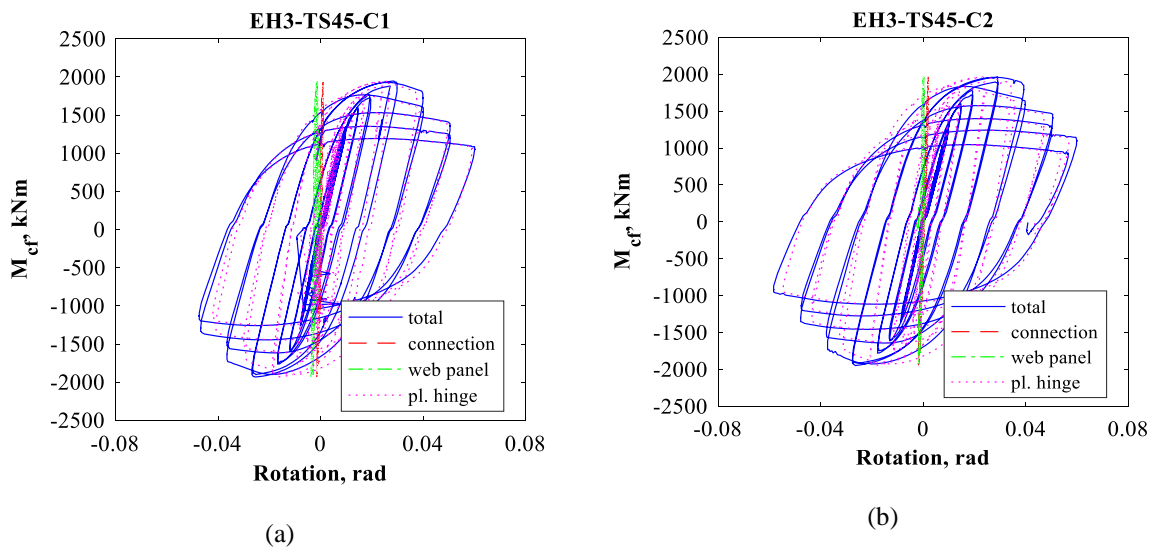 EH3-TS45-C1
2500
2000
1500
1000
500
0
-500
-1000
-1500
-2000
-2500
M_cf, kNm
-0.08 -0.04 0 0.04 0.08
Rotation, rad
total
connection
web panel
pl. hinge
(a)
EH3-TS45-C2
2500
2000
1500
1000
500
0
-500
-1000
-1500
-2000
-2500
M_cf, kNm
-0.08 -0.04 0 0.04 0.08
Rotation, rad
total
connection
web panel
pl. hinge
(b)